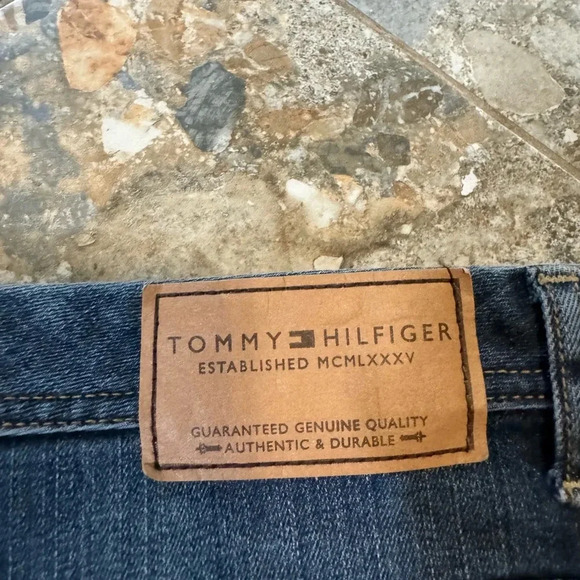 TOMMY HILFIGER
ESTABLISHED MCMLXXXV
GUARANTEED GENUINE QUALITY
AUTHENTIC & DURABLE